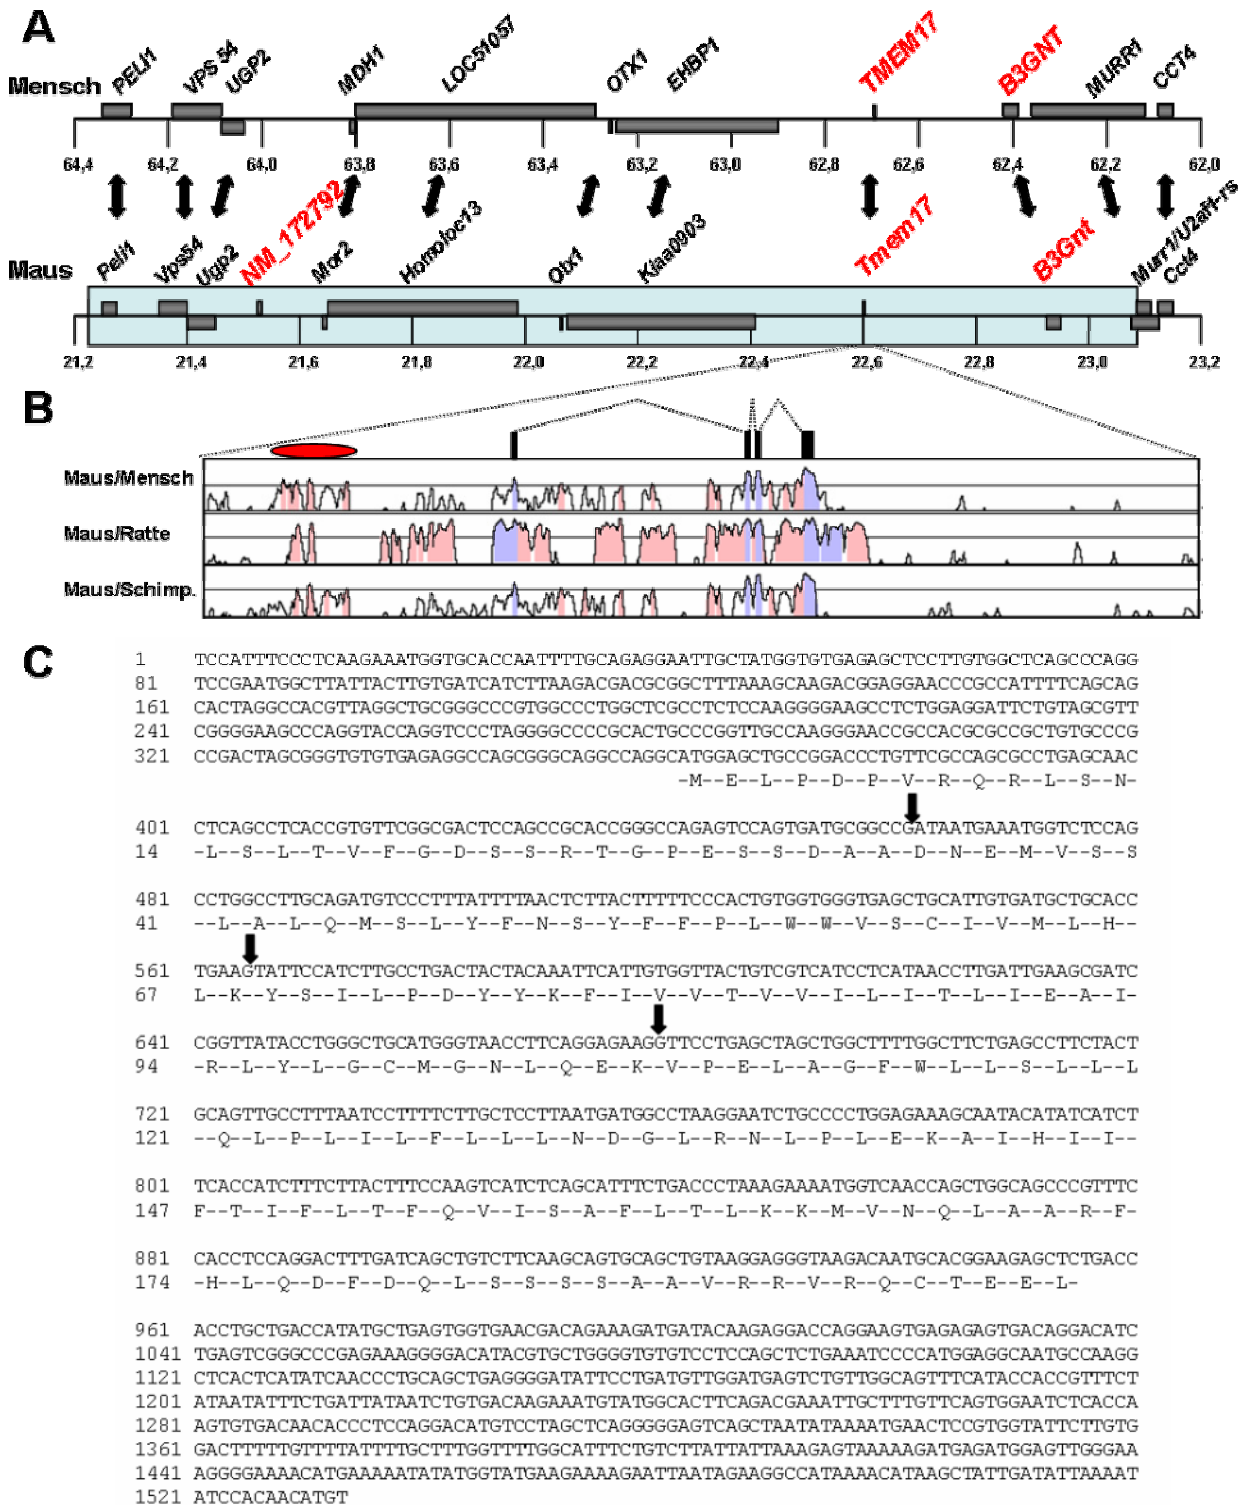 A
PELI1 VPS 54 UGP2 MDH1 LOC51057 OTX1 EHBP1 TMEM17 B3GNT MURR1 CCT4
Mensch
64,4 64,2 64,0 63,8 63,6 63,4 63,2 63,0 62,8 62,6 62,4 62,2 62,0
Peli1 Vps54 Ugp2 NM_172792 Mor2 Homoloc13 Otx1 Kiaa0903 Tmem17 B3Gnt Murr1/U2af1-rs Cct4
Maus
21,2 21,4 21,6 22,0 22,2 22,4 22,6 22,8 23,0 23,2
B
Maus/Mensch
Maus/Ratte
Maus/Schimp.
C
1 TCCATTTCCCTCAAGAAATGGTGCACCAATTTTGCAGAGGAATTGCTATGGTGTGAGAGCTCCTTGTGGCTCAGCCCAGG
81 TCCGAATGGCTTATTACTTGTGATCATCTTAAGACGACGCGGCTTTAAAGCAAGACGGAGGAACCCGCCATTTTCAGCAG
161 CACTAGGCCACGTTAGGCTGCGGGCCCGTGGCCCTGGCTCGCCTCTCCAAGGGGAAGCCTCTGGAGGATTCTGTAGCGTT
241 CGGGGAAGCCCAGGTACCAGGTCCCTAGGGGCCCCGCACTGCCCGGTTGCCAAGGGAACCGCCACGCGCCGCTGTGCCCG
321 CCGACTAGCGGGTGTGTGAGAGGCCAGCGGGCAGGCCAGGCATGGAGCTGCCGGACCCTGTTCGCCAGCGCCTGAGCAAC
-M--E--L--P--D--P--V--R--Q--R--L--S--N-
401 CTCAGCCTCACCGTGTTCGGCGACTCCAGCCGCACCGGGCCAGAGTCCAGTGATGCGGCCGATAATGAAATGGTCTCCAG
14 -L--S--L--T--V--F--G--D--S--S--R--T--G--P--E--S--S--D--A--A--D--N--E--M--V--S--S
481 CCTGGCCTTGCAGATGTCCCTTTATTTTAACTCTTACTTTTTCCCACTGTGGTGGGTGAGCTGCATTGTGATGCTGCACC
41 --L--A--L--Q--M--S--L--Y--F--N--S--Y--F--F--P--L--W--W--V--S--C--I--V--M--L--H--
561 TGAAGTATTCCATCTTGCCTGACTACTACAAATTCATTGTGGTTACTGTCGTCATCCTCATAACCTTGATTGAAGCGATC
67 L--K--Y--S--I--L--P--D--Y--Y--K--F--I--V--V--T--V--V--I--L--I--T--L--I--E--A--I-
641 CGGTTATACCTGGGCTGCATGGGTAACCTTCAGGAGAAGGTTCCTGAGCTAGCTGGCTTTTGGCTTCTGAGCCTTCTACT
94 -R--L--Y--L--G--C--M--G--N--L--Q--E--K--V--P--E--L--A--G--F--W--L--L--S--L--L--L
721 GCAGTTGCCTTTAATCCTTTTCTTGCTCCTTAATGATGGCCTAAGGAATCTGCCCCTGGAGAAAGCAATACATATCATCT
121 --Q--L--P--L--I--L--F--L--L--L--N--D--G--L--R--N--L--P--L--E--K--A--I--H--I--I--
801 TCACCATCTTTCTTACTTTCCAAGTCATCTCAGCATTTCTGACCCTAAAGAAAATGGTCAACCAGCTGGCAGCCCGTTTC
147 F--T--I--F--L--T--F--Q--V--I--S--A--F--L--T--L--K--K--M--V--N--Q--L--A--A--R--F-
881 CACCTCCAGGACTTTGATCAGCTGTCTTCAAGCAGTGCAGCTGTAAGGAGGGTAAGACAATGCACGGAAGAGCTCTGACC
174 -H--L--Q--D--F--D--Q--L--S--S--S--S--A--A--V--R--R--V--R--Q--C--T--E--E--L-
961 ACCTGCTGACCATATGCTGAGTGGTGAACGACAGAAAGATGATACAAGAGGACCAGGAAGTGAGAGAGTGACAGGACATC
1041 TGAGTCGGGCCCGAGAAAGGGGACATACGTGCTGGGGTGTGTCCTCCAGCTCTGAAATCCCCATGGAGGCAATGCCAAGG
1121 CTCACTCATATCAACCCTGCAGCTGAGGGGATATTCCTGATGTTGGATGAGTCTGTTGGCAGTTTCATACCACCGTTTCT
1201 ATAATATTTCTGATTATAATCTGTGACAAGAAATGTATGGCACTTCAGACGAAATTGCTTTGTTCAGTGGAATCTCACCA
1281 AGTGTGACAACACCCTCCAGGACATGTCCTAGCTCAGGGGGAGTCAGCTAATATAAAATGAACTCCGTGGTATTCTTGTG
1361 GACTTTTTGTTTTATTTTGCTTTGGTTTTGGCATTTCTGTCTTATTATTAAAGAGTAAAAAGATGAGATGGAGTTGGGAA
1441 AGGGGAAAACATGAAAAATATATGGTATGAAGAAAAGAATTAATAGAAGGCCATAAAACATAAGCTATTGATATTAAAAT
1521 ATCCACAACATGT